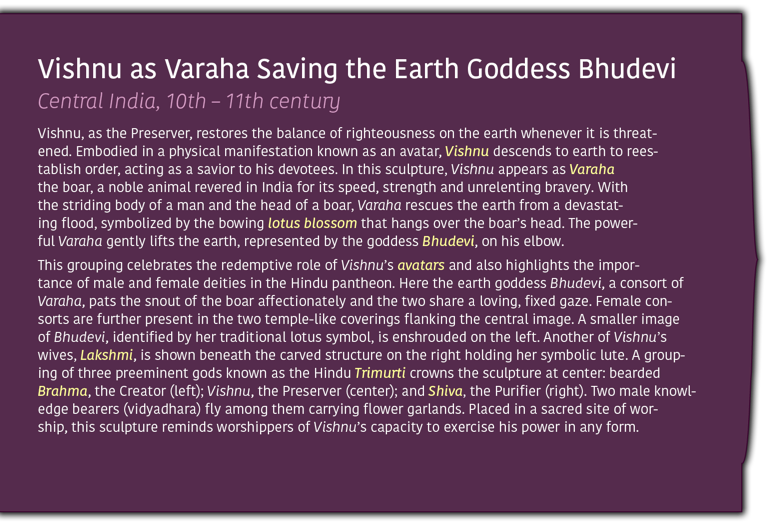 Vishnu as Varaha Saving the Earth Goddess Bhudevi
Central India, 10th – 11th century
Vishnu, as the Preserver, restores the balance of righteousness on the earth whenever it is threat-
ened. Embodied in a physical manifestation known as an avatar, Vishnu descends to earth to rees-
tablish order, acting as a savior to his devotees. In this sculpture, Vishnu appears as Varaha
the boar, a noble animal revered in India for its speed, strength and unrelenting bravery. With
the striding body of a man and the head of a boar, Varaha rescues the earth from a devastat-
ing flood, symbolized by the bowing lotus blossom that hangs over the boar's head. The power-
ful Varaha gently lifts the earth, represented by the goddess Bhudevi, on his elbow.
This grouping celebrates the redemptive role of Vishnu's avatars and also highlights the impor-
tance of male and female deities in the Hindu pantheon. Here the earth goddess Bhudevi, a consort of
Varaha, pats the snout of the boar affectionately and the two share a loving, fixed gaze. Female con-
sorts are further present in the two temple-like coverings flanking the central image. A smaller image
of Bhudevi, identified by her traditional lotus symbol, is enshrouded on the left. Another of Vishnu's
wives, Lakshmi, is shown beneath the carved structure on the right holding her symbolic lute. A group-
ing of three preeminent gods known as the Hindu Trimurti crowns the sculpture at center: bearded
Brahma, the Creator (left); Vishnu, the Preserver (center); and Shiva, the Purifier (right). Two male knowl-
edge bearers (vidyadhara) fly among them carrying flower garlands. Placed in a sacred site of wor-
ship, this sculpture reminds worshippers of Vishnu's capacity to exercise his power in any form.